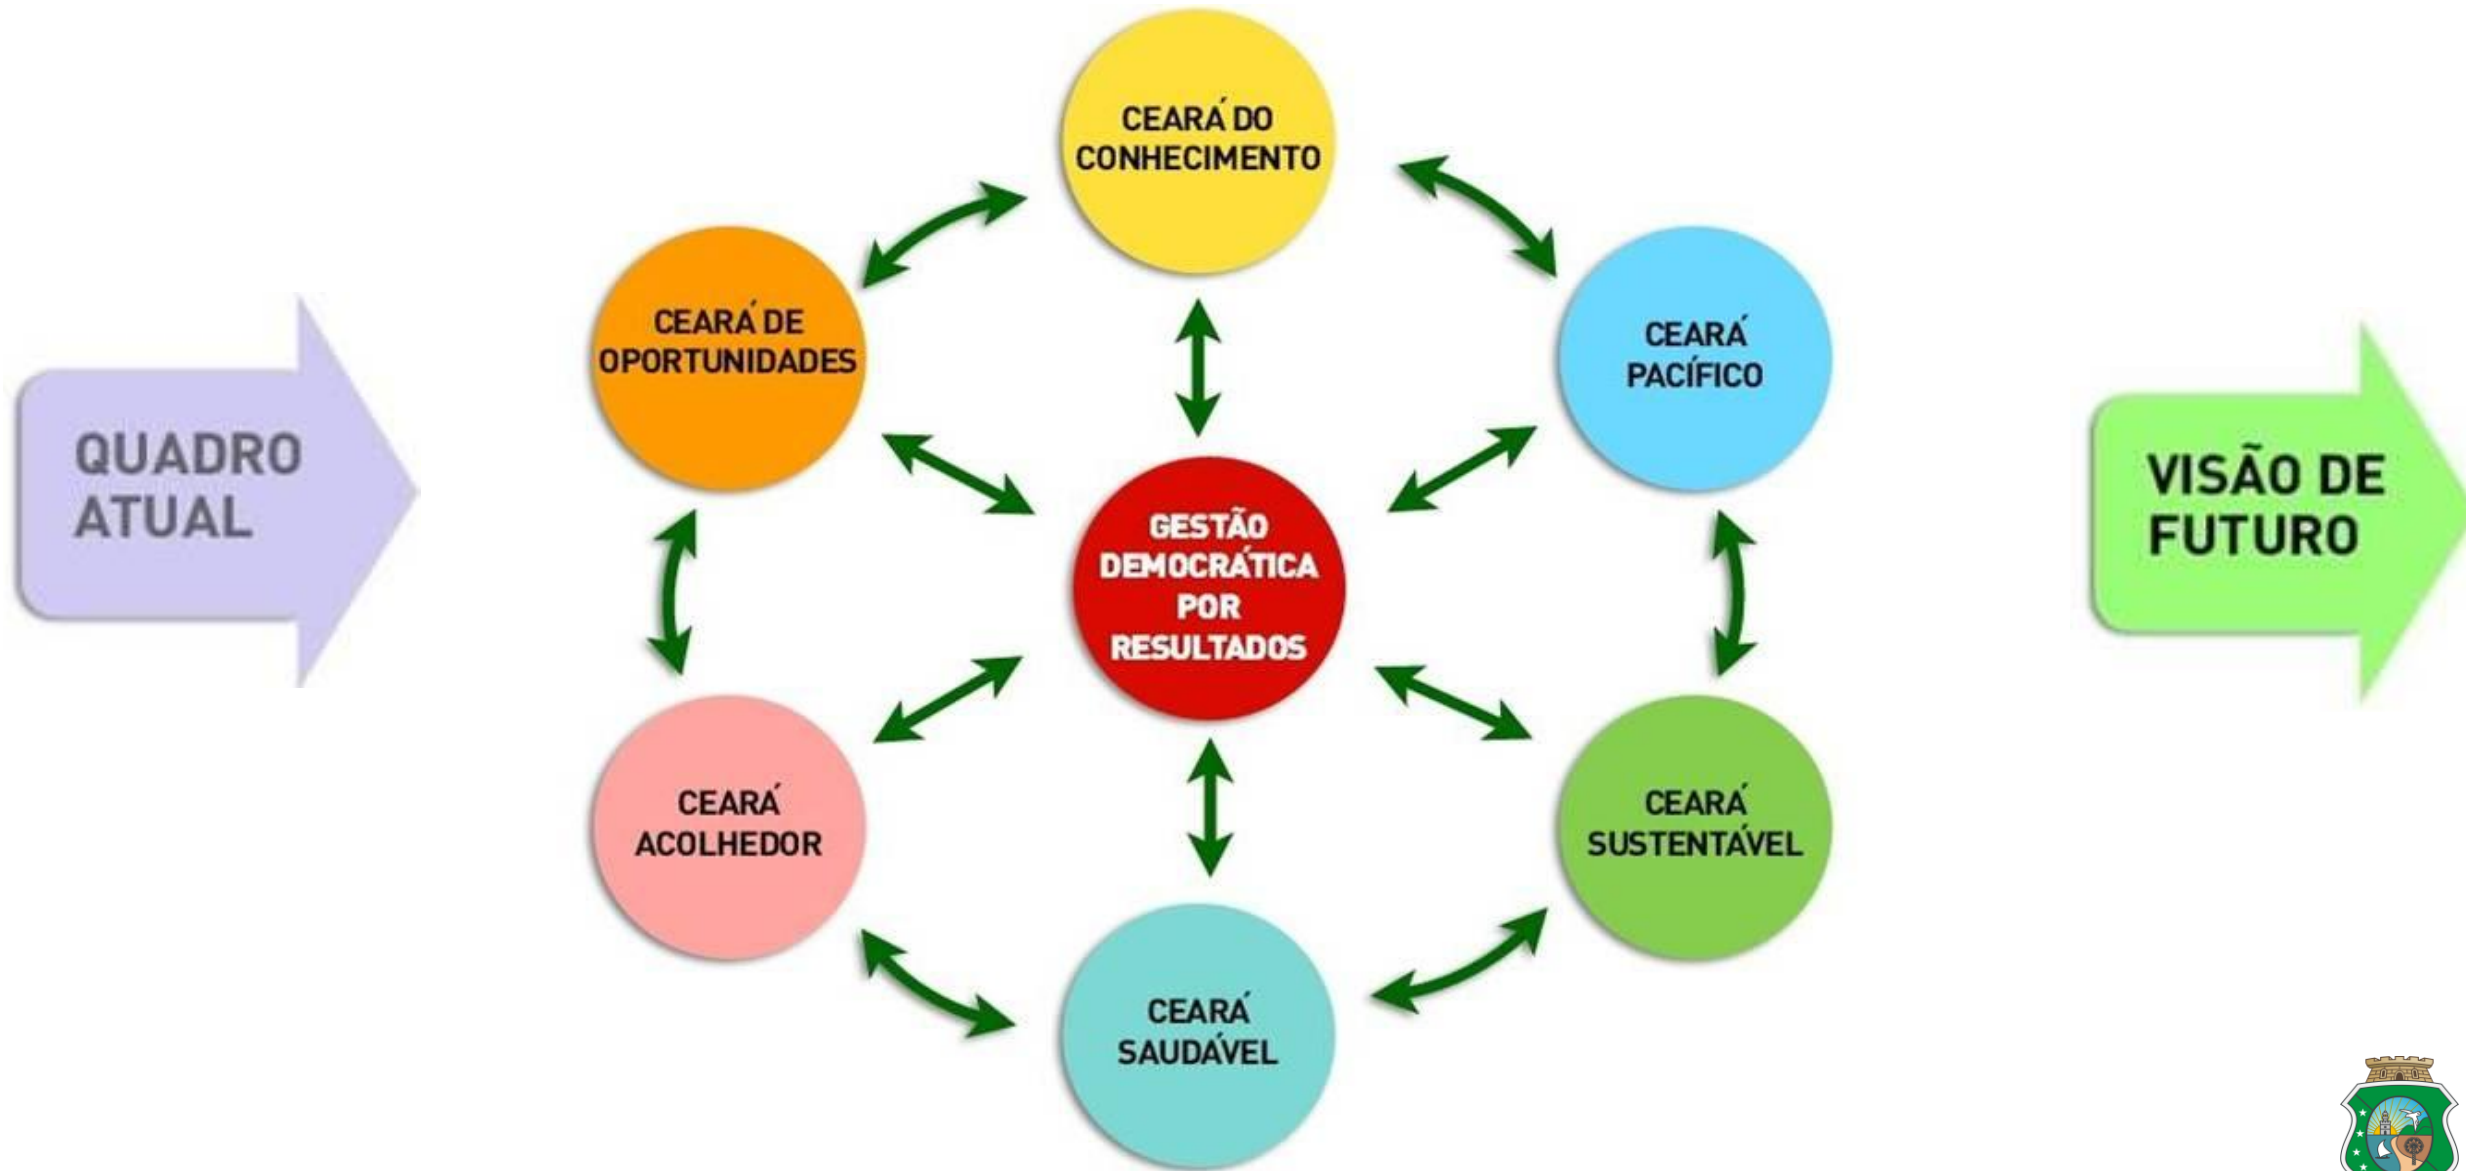 CEARÁ DO
CONHECIMENTO
CEARÁ DE
OPORTUNIDADES
CEARÁ
PACÍFICO
QUADRO
ATUAL
GESTÃO
DEMOCRÁTICA
POR
RESULTADOS
VISÃO DE
FUTURO
CEARÁ
ACOLHEDOR
CEARÁ
SUSTENTÁVEL
CEARÁ
SAUDÁVEL